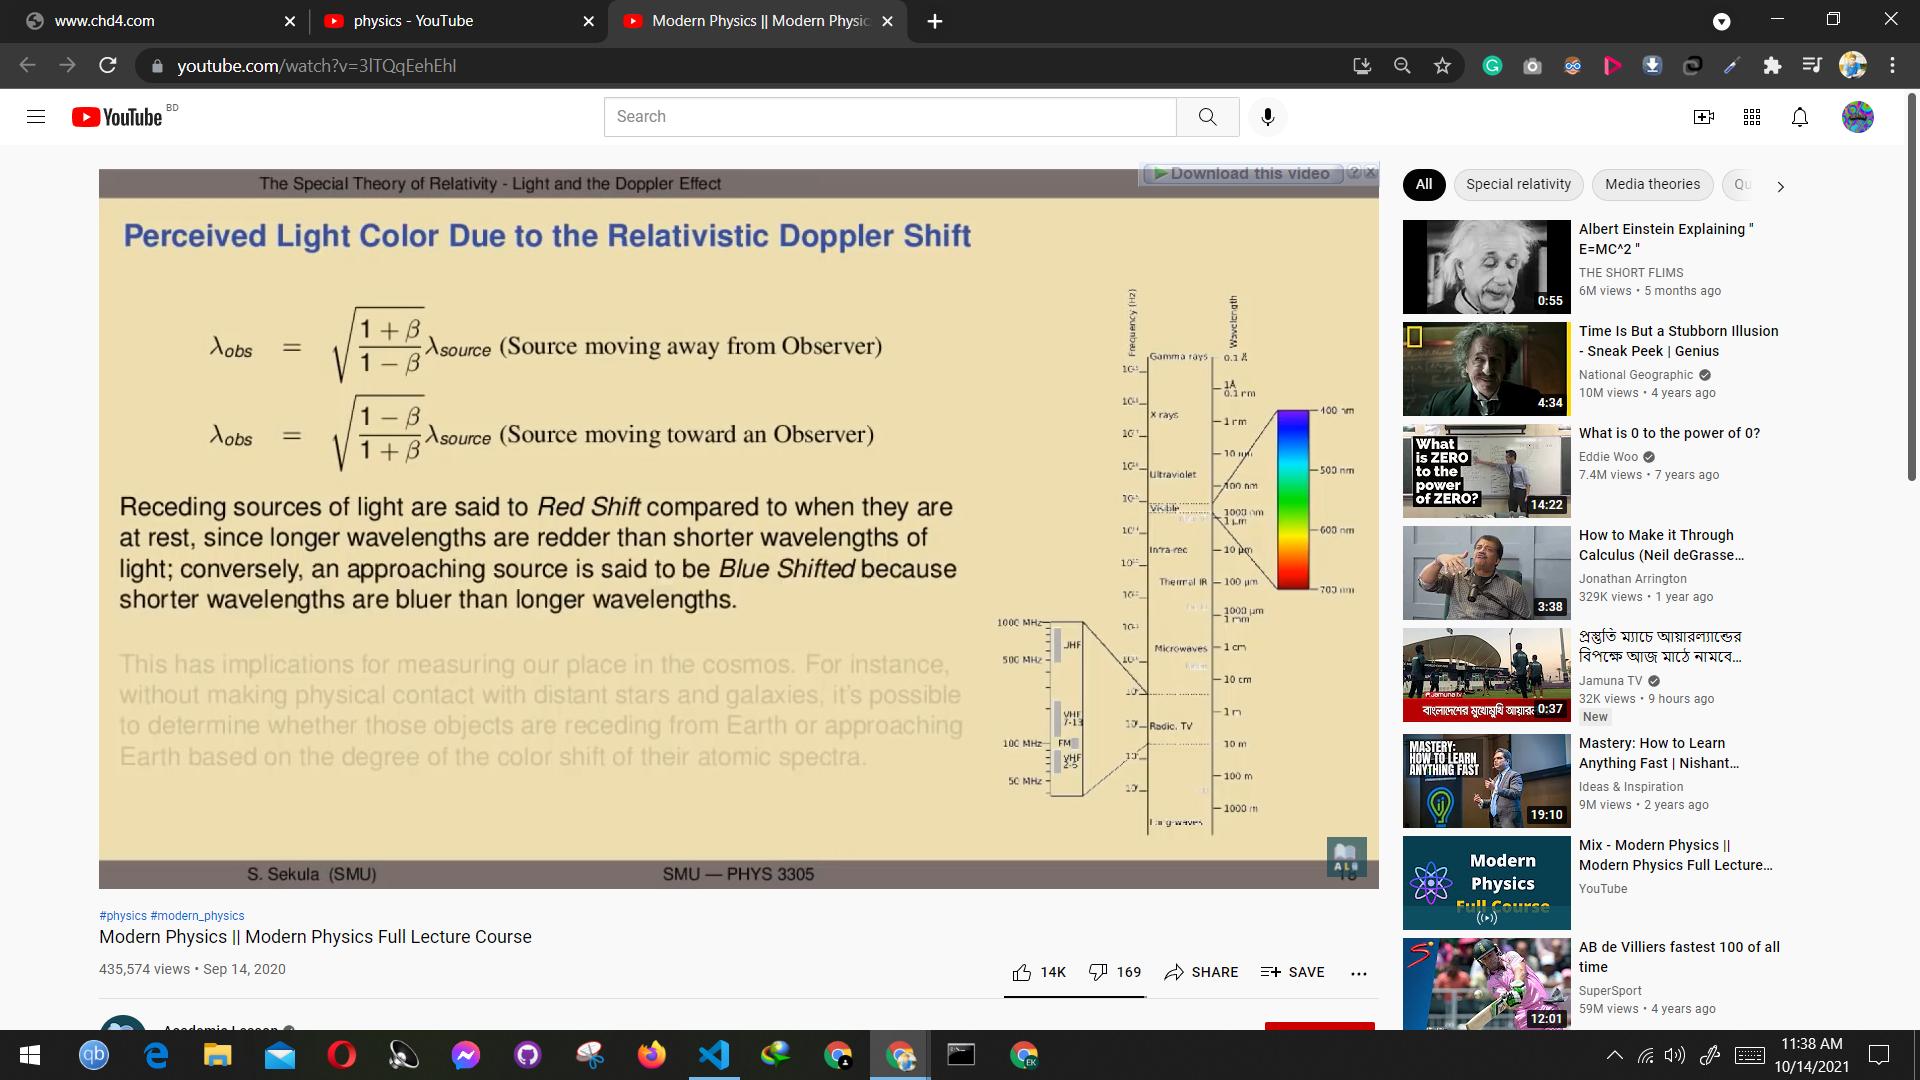 www.chd4.com
physics - YouTube
Modern Physics || Modern Physic
youtube.com/watch?v=3lTQqEehEhI
YouTube BD
Search
The Special Theory of Relativity - Light and the Doppler Effect
Download this video
Perceived Light Color Due to the Relativistic Doppler Shift
λobs = √((1 + β)/(1 − β)) λsource (Source moving away from Observer)
λobs = √((1 − β)/(1 + β)) λsource (Source moving toward an Observer)
Receding sources of light are said to Red Shift compared to when they are
at rest, since longer wavelengths are redder than shorter wavelengths of
light; conversely, an approaching source is said to be Blue Shifted because
shorter wavelengths are bluer than longer wavelengths.
This has implications for measuring our place in the cosmos. For instance,
without making physical contact with distant stars and galaxies, it's possible
to determine whether those objects are receding from Earth or approaching
Earth based on the degree of the color shift of their atomic spectra.
Frequency (Hz)
Wavelength
Gamma rays
0.1 Å
1Å
0.1 nm
X rays
1 nm
10 nm
Ultraviolet
100 nm
Visible
1000 nm
1 µm
Infra-red
10 µm
Thermal IR
100 µm
1000 µm
1 mm
Microwaves
1 cm
10 cm
1 m
Radio, TV
10 m
100 m
1000 m
Long-waves
400 nm
500 nm
600 nm
700 nm
1000 MHz
UHF
500 MHz
VHF
7-13
100 MHz
FM
VHF
2-6
50 MHz
S. Sekula (SMU)
SMU — PHYS 3305
18
#physics #modern_physics
Modern Physics || Modern Physics Full Lecture Course
435,574 views • Sep 14, 2020
14K
169
SHARE
SAVE
All
Special relativity
Media theories
Qu
Albert Einstein Explaining "
E=MC^2 "
THE SHORT FLIMS
6M views • 5 months ago
0:55
Time Is But a Stubborn Illusion
- Sneak Peek | Genius
National Geographic
10M views • 4 years ago
4:34
What
is ZERO
to the
power
of ZERO?
14:22
What is 0 to the power of 0?
Eddie Woo
7.4M views • 7 years ago
How to Make it Through
Calculus (Neil deGrasse...
Jonathan Arrington
329K views • 1 year ago
3:38
প্রস্তুতি ম্যাচে আয়ারল্যান্ডের
বিপক্ষে আজ মাঠে নামবে...
Jamuna TV
32K views • 9 hours ago
New
বাংলাদেশের মুখোমুখি আয়ার
0:37
MASTERY:
HOW TO LEARN
ANYTHING FAST
19:10
Mastery: How to Learn
Anything Fast | Nishant...
Ideas & Inspiration
9M views • 2 years ago
Modern
Physics
Full Course
Mix - Modern Physics ||
Modern Physics Full Lecture...
YouTube
AB de Villiers fastest 100 of all
time
SuperSport
59M views • 4 years ago
12:01
11:38 AM
10/14/2021